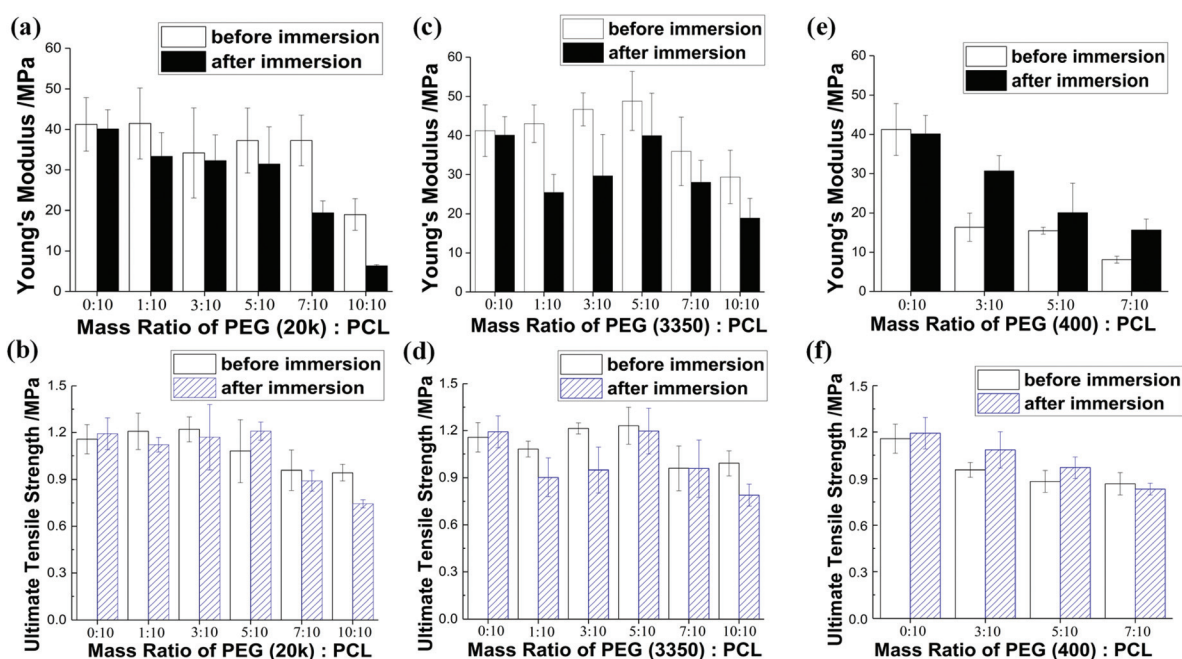 (a)
before immersion
after immersion
Young's Modulus /MPa
60
50
40
30
20
10
0
0:10 1:10 3:10 5:10 7:10 10:10
Mass Ratio of PEG (20k) : PCL
(c)
before immersion
after immersion
Young's Modulus /MPa
60
50
40
30
20
10
0
0:10 1:10 3:10 5:10 7:10 10:10
Mass Ratio of PEG (3350) : PCL
(e)
before immersion
after immersion
Young's Modulus /MPa
60
50
40
30
20
10
0
0:10 3:10 5:10 7:10
Mass Ratio of PEG (400) : PCL
(b)
before immersion
after immersion
Ultimate Tensile Strength /MPa
1.5
1.2
0.9
0.6
0.3
0.0
0:10 1:10 3:10 5:10 7:10 10:10
Mass Ratio of PEG (20k) : PCL
(d)
before immersion
after immersion
Ultimate Tensile Strength /MPa
1.5
1.2
0.9
0.6
0.3
0.0
0:10 1:10 3:10 5:10 7:10 10:10
Mass Ratio of PEG (3350) : PCL
(f)
before immersion
after immersion
Ultimate Tensile Strength /MPa
1.5
1.2
0.9
0.6
0.3
0.0
0:10 3:10 5:10 7:10
Mass Ratio of PEG (400) : PCL